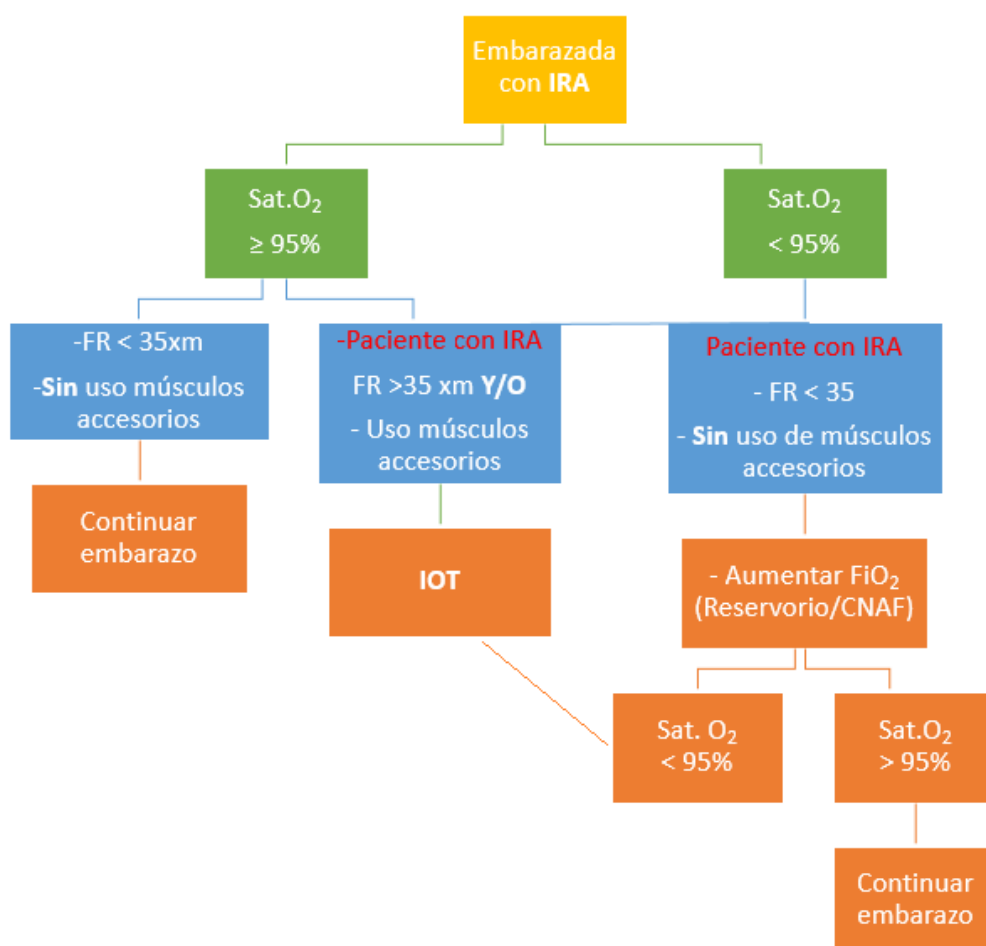 Embarazada
con IRA
Sat.O₂
≥ 95%
Sat.O₂
< 95%
-FR < 35xm
-Sin uso músculos
accesorios
-Paciente con IRA
FR >35 xm Y/O
- Uso músculos
accesorios
Paciente con IRA
- FR < 35
- Sin uso de músculos
accesorios
Continuar
embarazo
IOT
- Aumentar FiO₂
(Reservorio/CNAF)
Sat. O₂
< 95%
Sat.O₂
> 95%
Continuar
embarazo